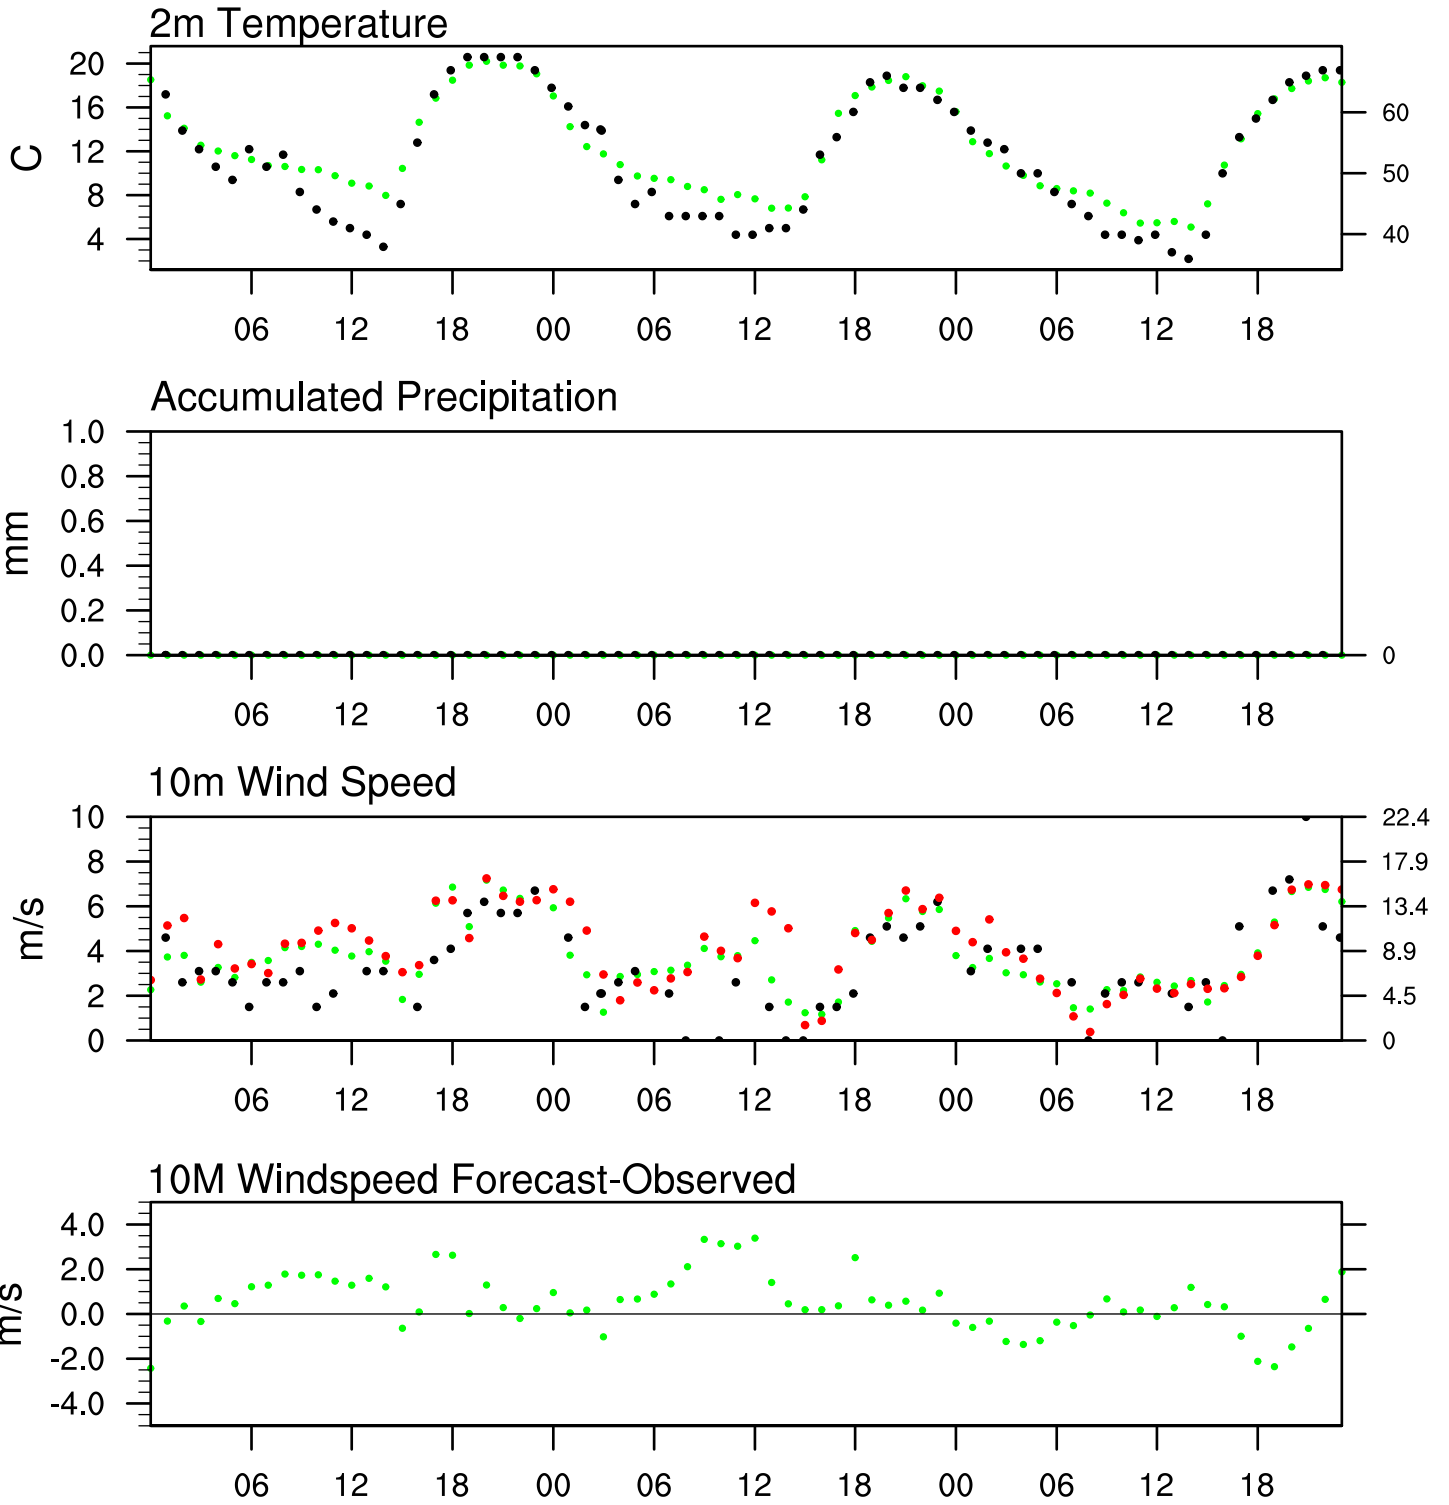 2m Temperature
20
16
12
8
4
C
60
50
40
06 12 18 00 06 12 18 00 06 12 18
Accumulated Precipitation
1.0
0.8
0.6
0.4
0.2
0.0
mm
0
06 12 18 00 06 12 18 00 06 12 18
10m Wind Speed
10
8
6
4
2
0
m/s
22.4
17.9
13.4
8.9
4.5
0
06 12 18 00 06 12 18 00 06 12 18
10M Windspeed Forecast-Observed
4.0
2.0
0.0
-2.0
-4.0
m/s
06 12 18 00 06 12 18 00 06 12 18